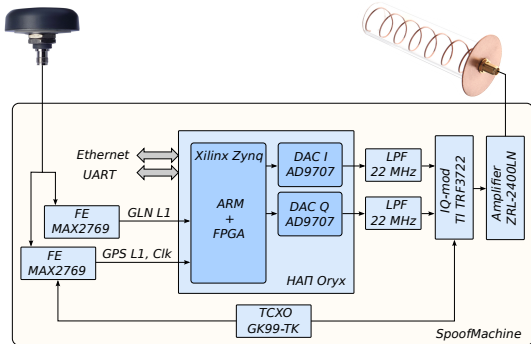 Ethernet
UART
Xilinx Zynq
ARM
+
FPGA
DAC I
AD9707
DAC Q
AD9707
LPF
22 MHz
LPF
22 MHz
IQ-mod
TI TRF3722
Amplifier
ZRL-2400LN
FE
MAX2769
GLN L1
FE
MAX2769
GPS L1, Clk
НАП Oryx
TCXO
GK99-TK
SpoofMachine